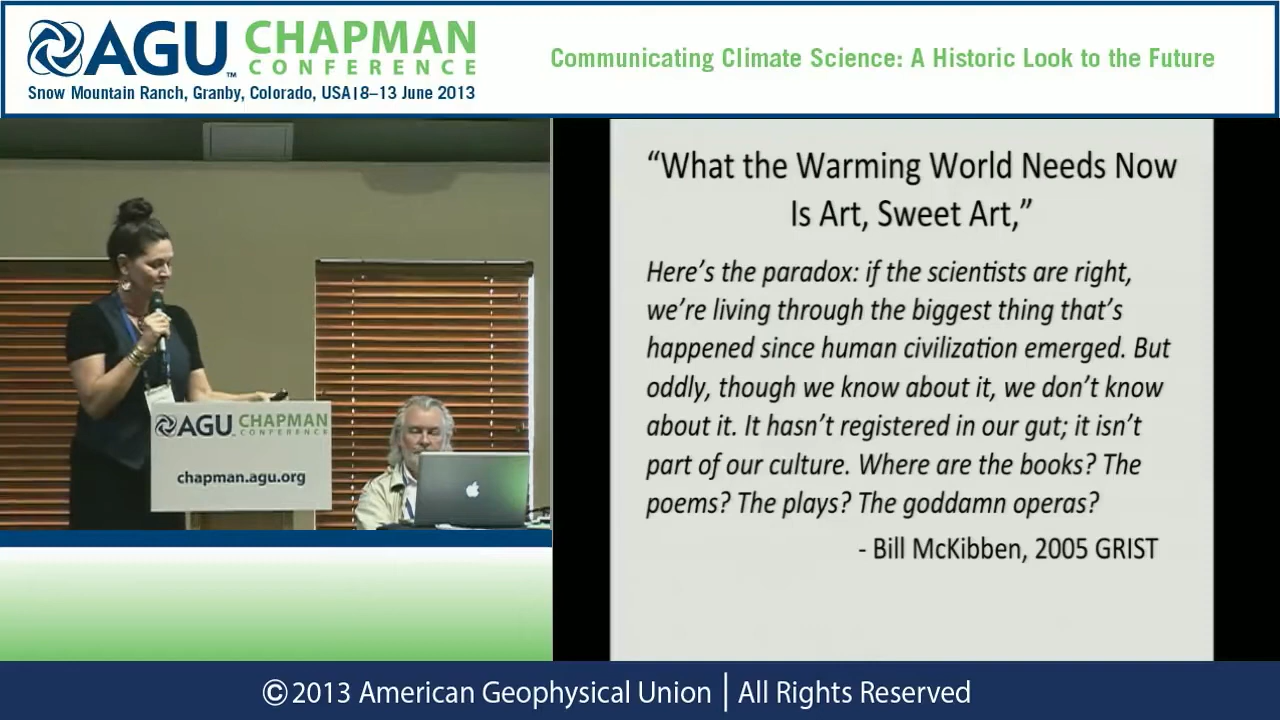 AGU™ CHAPMAN
CONFERENCE
Snow Mountain Ranch, Granby, Colorado, USA|8–13 June 2013
Communicating Climate Science: A Historic Look to the Future
“What the Warming World Needs Now
Is Art, Sweet Art,”
Here’s the paradox: if the scientists are right,
we’re living through the biggest thing that’s
happened since human civilization emerged. But
oddly, though we know about it, we don’t know
about it. It hasn’t registered in our gut; it isn’t
part of our culture. Where are the books? The
poems? The plays? The goddamn operas?
- Bill McKibben, 2005 GRIST
AGU CHAPMAN
CONFERENCE
chapman.agu.org
©2013 American Geophysical Union | All Rights Reserved